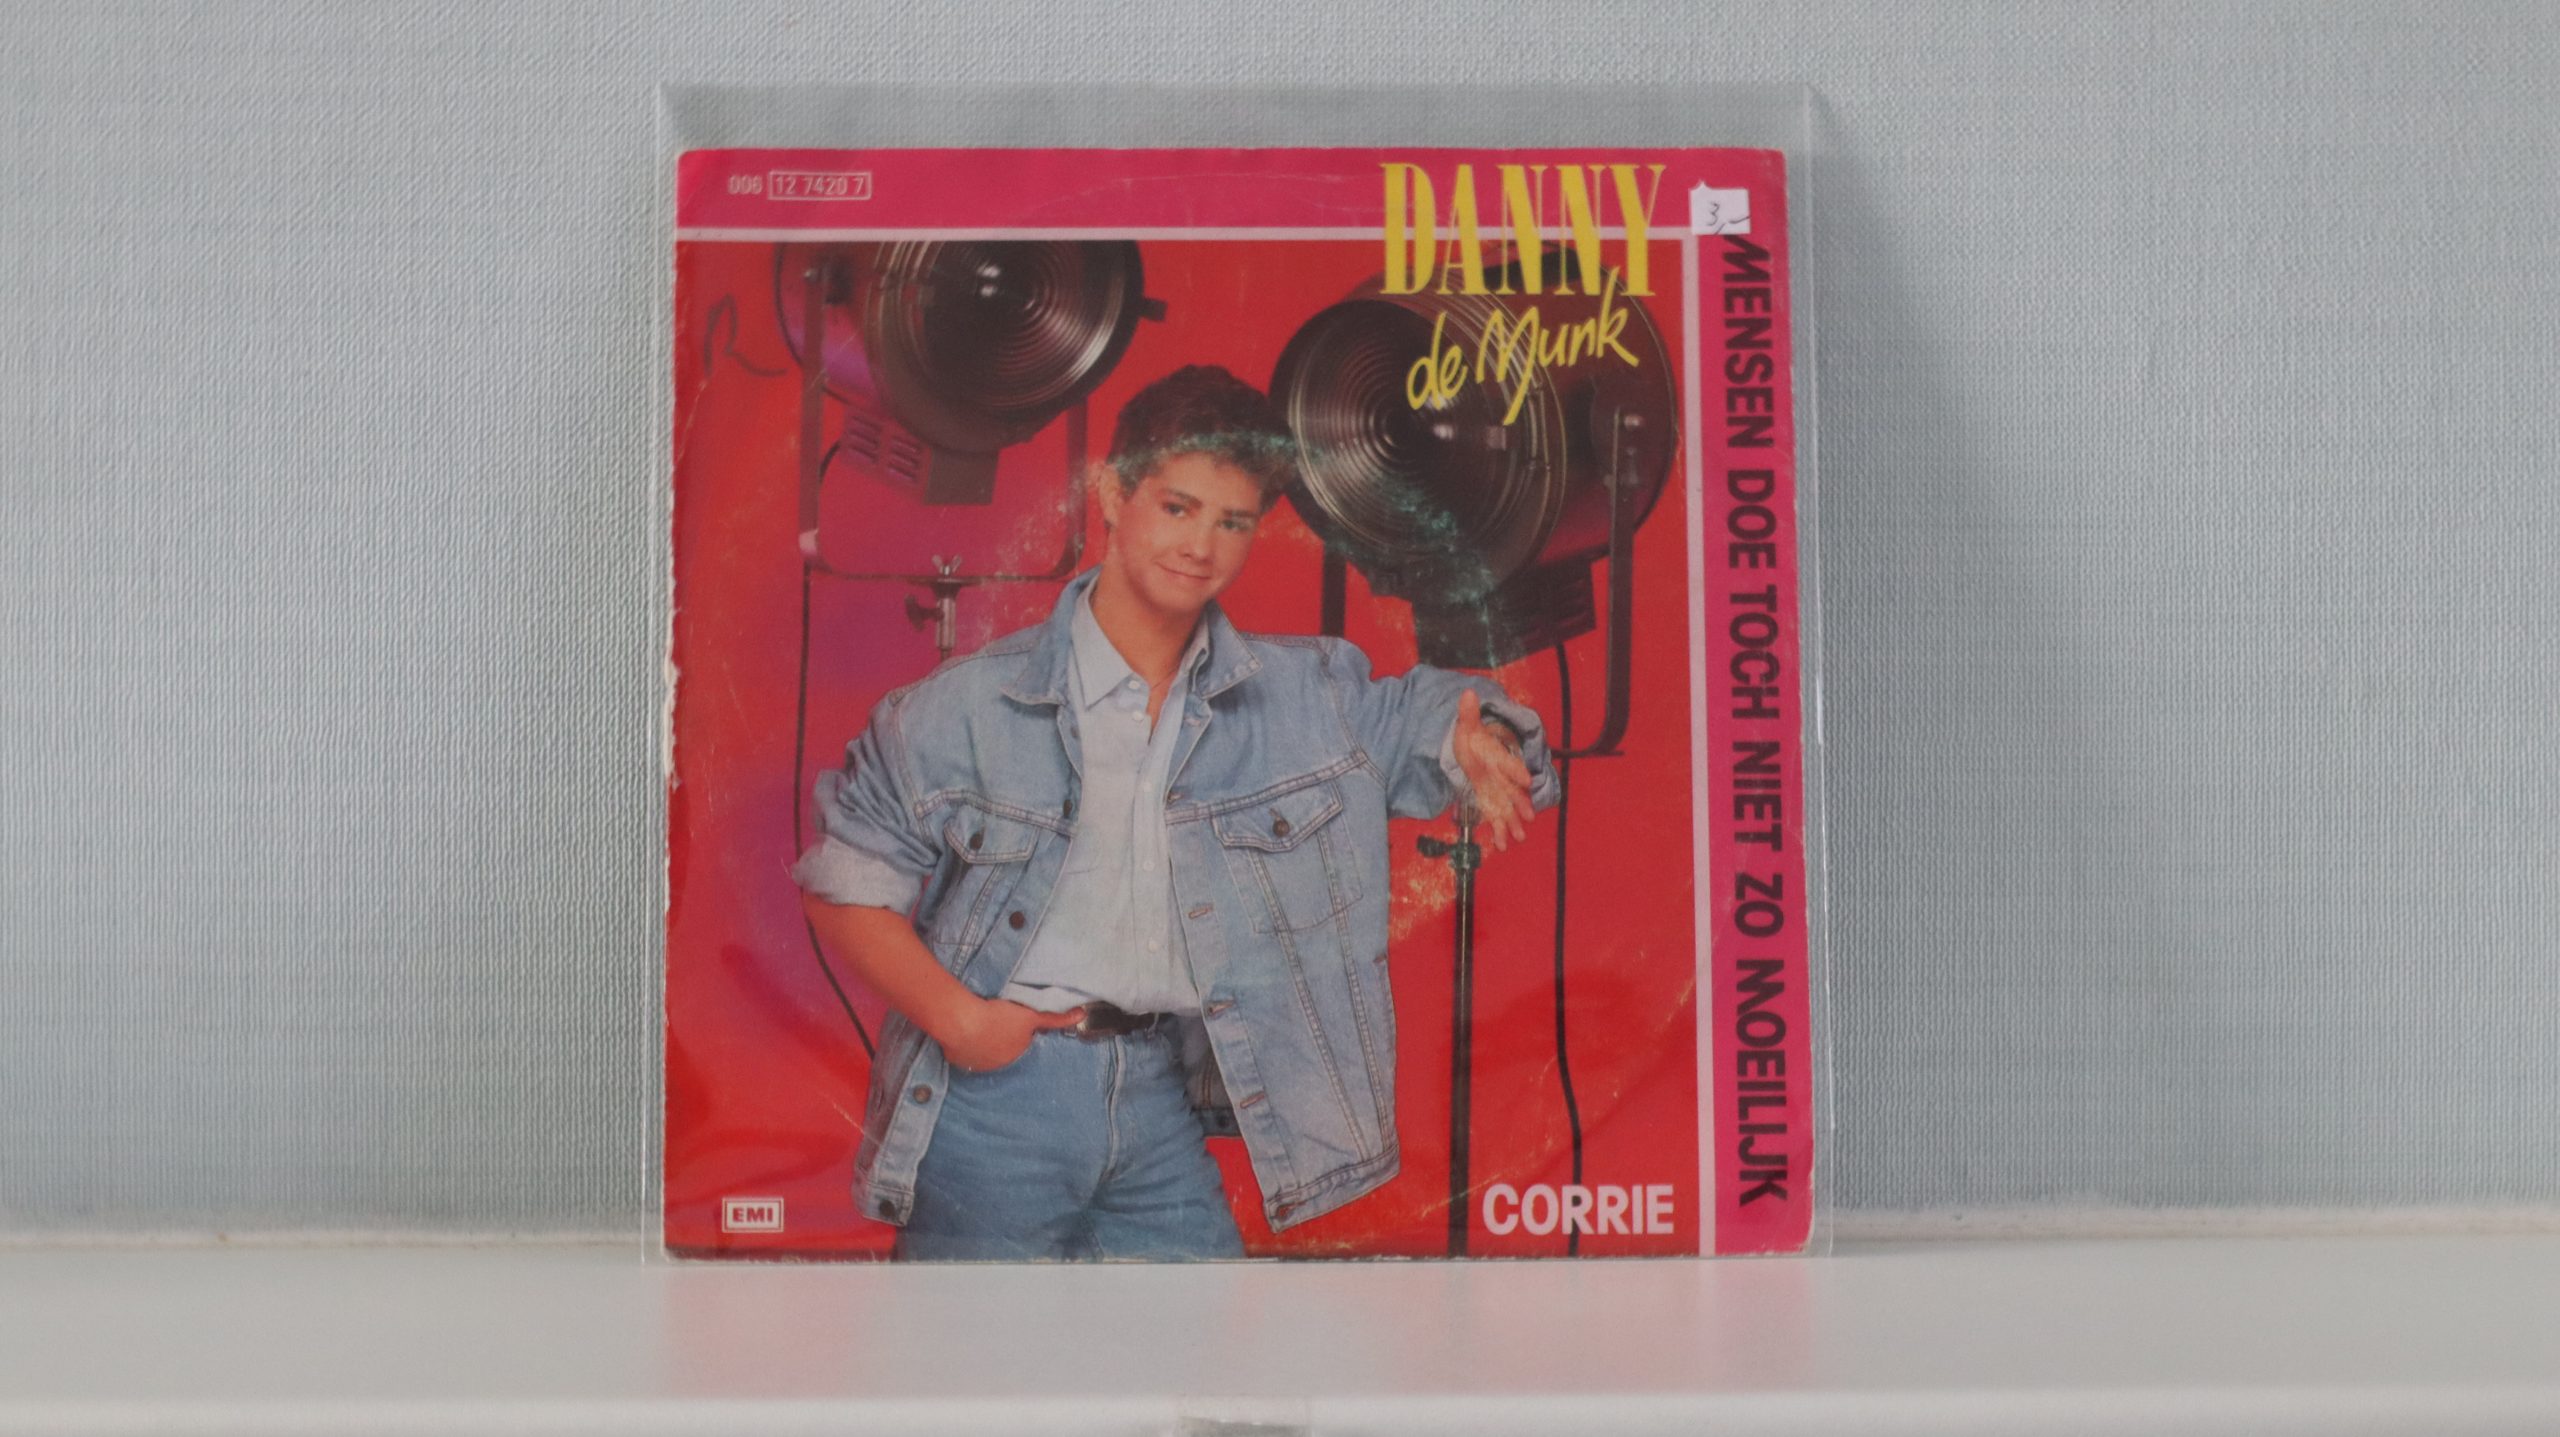 006 12 7420 7
DANNY
de Munk
3,-
MENSEN DOE TOCH NIET ZO MOEILIJK
R
EMI
CORRIE